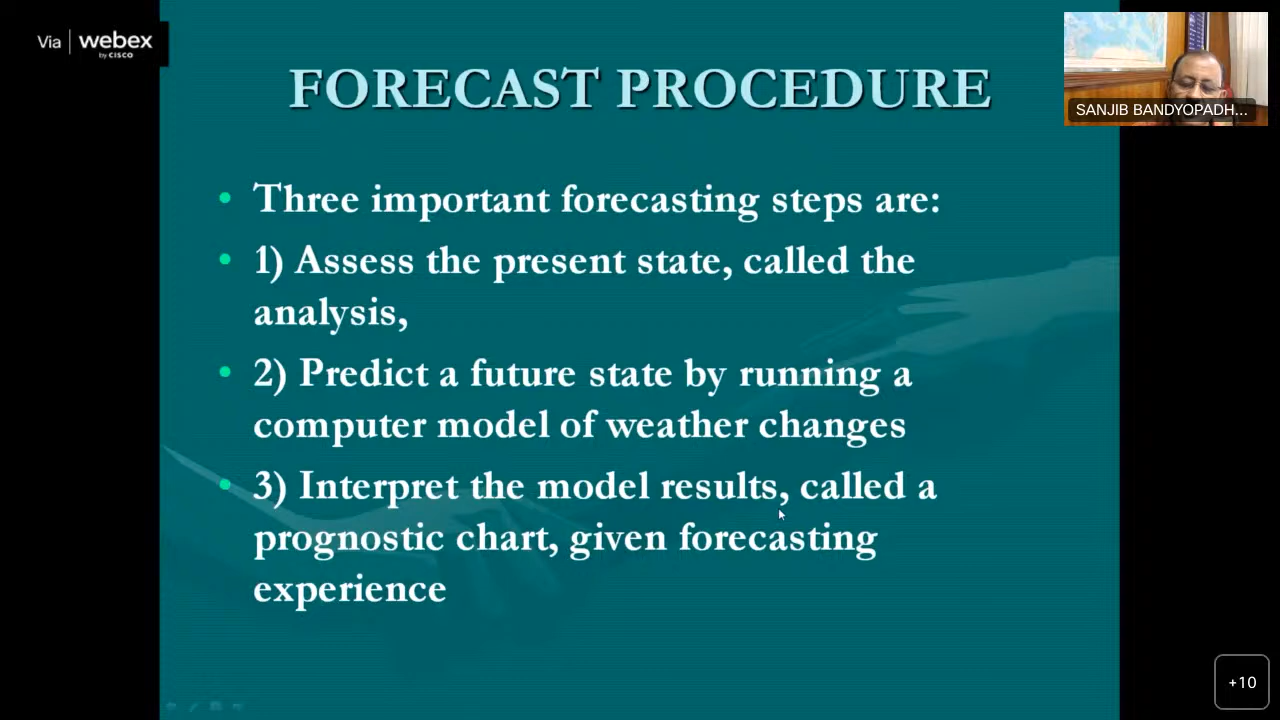 Via webex
by CISCO
FORECAST PROCEDURE
SANJIB BANDYOPADH...
• Three important forecasting steps are:
• 1) Assess the present state, called the
analysis,
• 2) Predict a future state by running a
computer model of weather changes
• 3) Interpret the model results, called a
prognostic chart, given forecasting
experience
+10